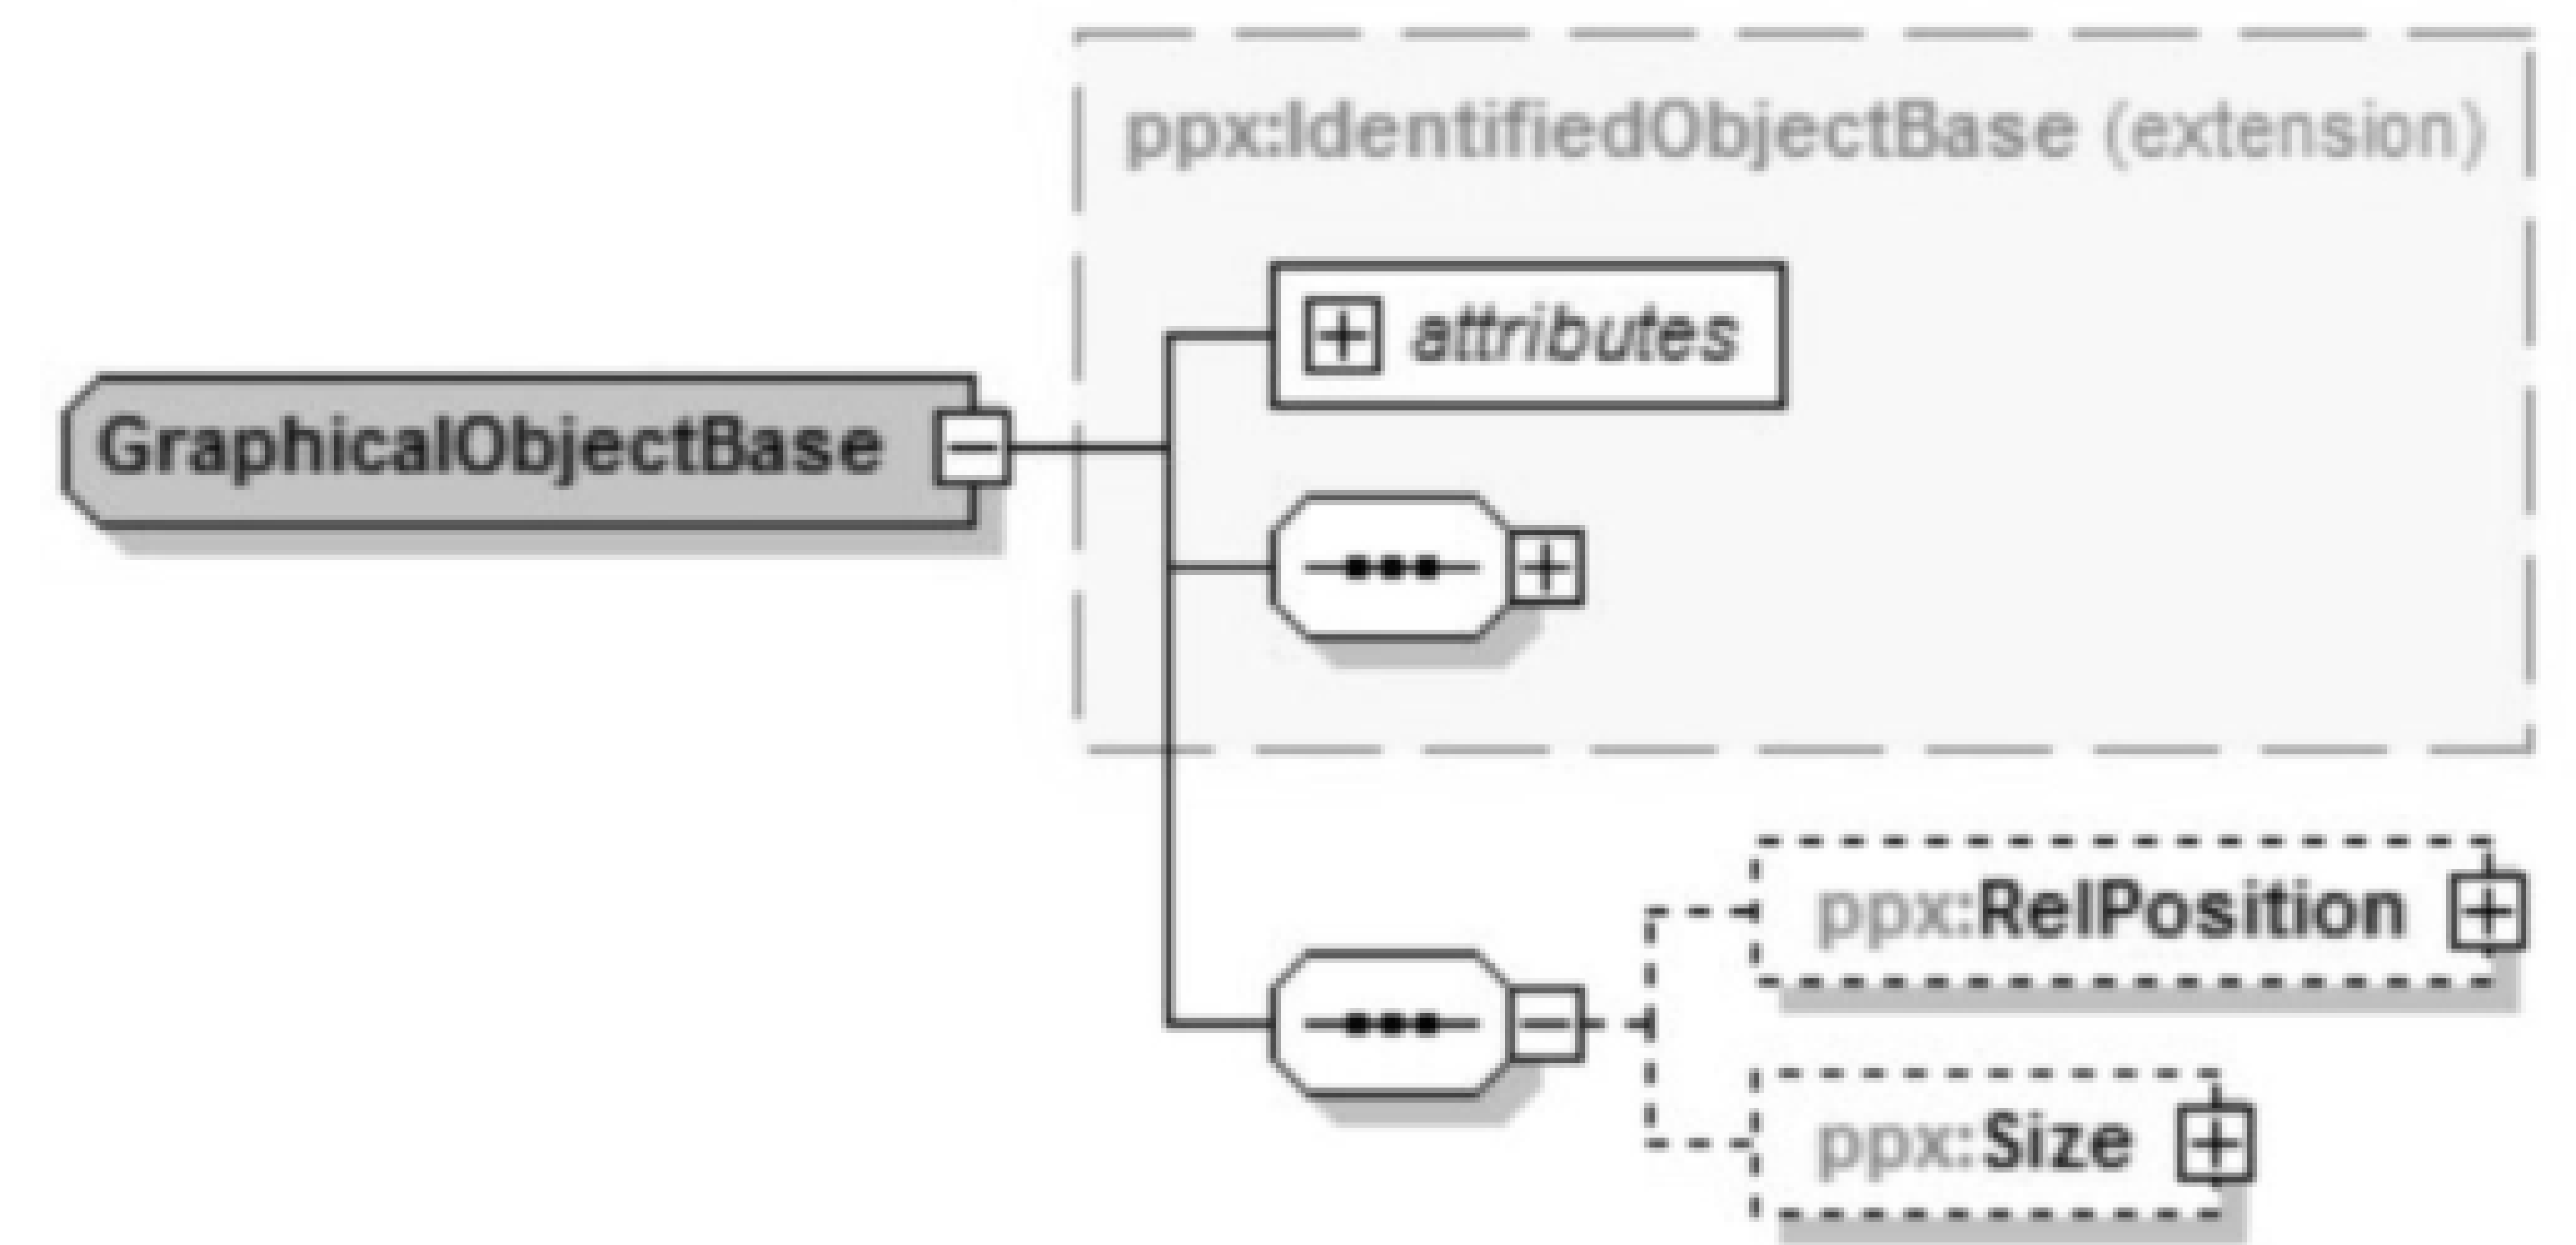 ppx:IdentifiedObjectBase (extension)
attributes
GraphicalObjectBase
ppx:RelPosition
ppx:Size